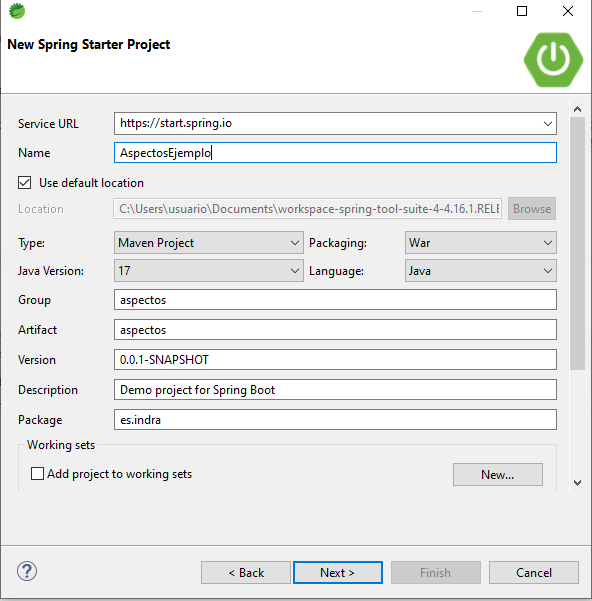 New Spring Starter Project
Service URL https://start.spring.io
Name AspectosEjemplo
Use default location
Location C:\Users\usuario\Documents\workspace-spring-tool-suite-4-4.16.1.RELE Browse
Type: Maven Project Packaging: War
Java Version: 17 Language: Java
Group aspectos
Artifact aspectos
Version 0.0.1-SNAPSHOT
Description Demo project for Spring Boot
Package es.indra
Working sets
Add project to working sets New...
? < Back Next > Finish Cancel